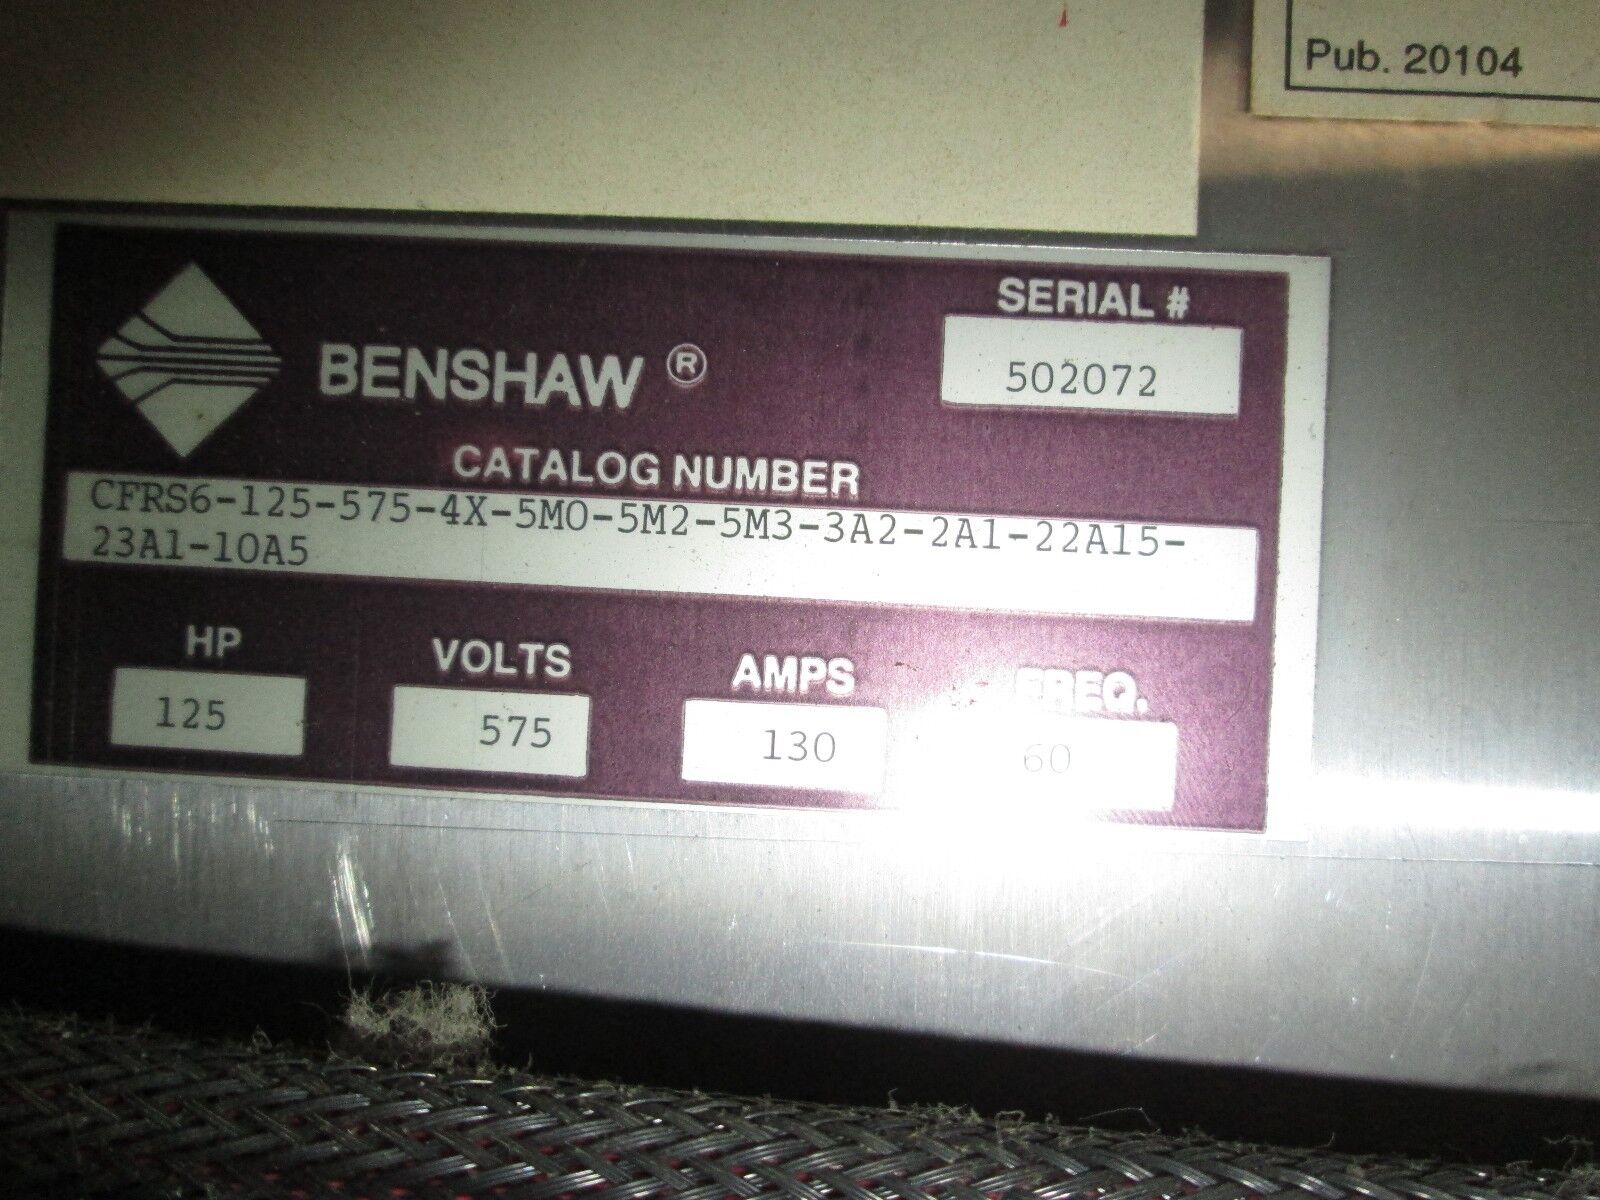 Pub. 20104
BENSHAW ®
SERIAL #
502072
CATALOG NUMBER
CFRS6-125-575-4X-5M0-5M2-5M3-3A2-2A1-22A15-
23A1-10A5
HP VOLTS AMPS FREQ.
125 575 130 60